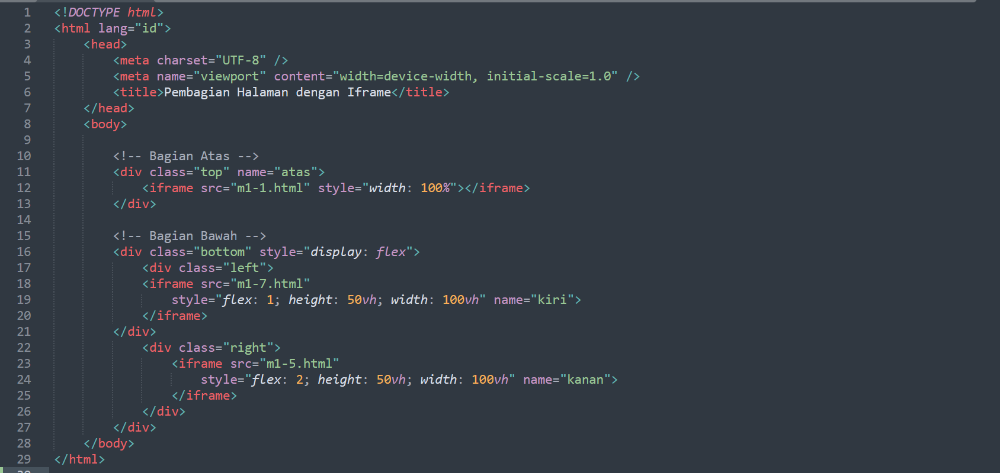 1 <!DOCTYPE html>
2 <html lang="id">
3     <head>
4         <meta charset="UTF-8" />
5         <meta name="viewport" content="width=device-width, initial-scale=1.0" />
6         <title>Pembagian Halaman dengan Iframe</title>
7     </head>
8     <body>
9
10         <!-- Bagian Atas -->
11         <div class="top" name="atas">
12             <iframe src="m1-1.html" style="width: 100%"></iframe>
13         </div>
14
15         <!-- Bagian Bawah -->
16         <div class="bottom" style="display: flex">
17             <div class="left">
18             <iframe src="m1-7.html"
19                 style="flex: 1; height: 50vh; width: 100vh" name="kiri">
20             </iframe>
21         </div>
22             <div class="right">
23                 <iframe src="m1-5.html"
24                     style="flex: 2; height: 50vh; width: 100vh" name="kanan">
25                 </iframe>
26             </div>
27         </div>
28     </body>
29 </html>